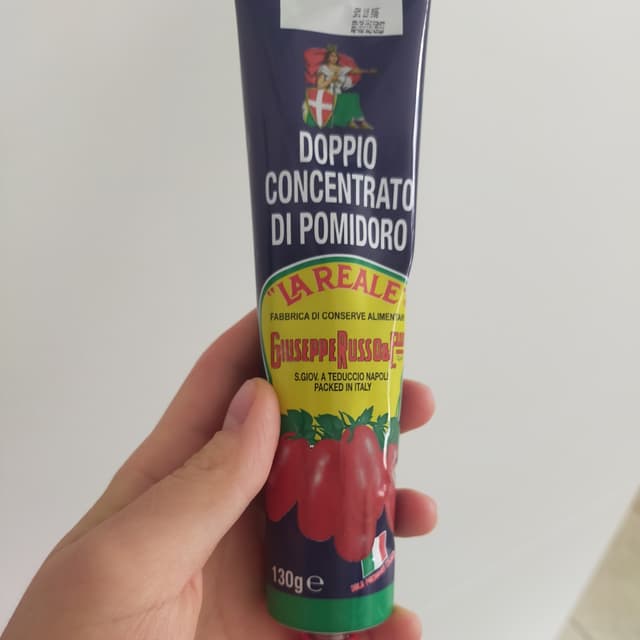 DOPPIO
CONCENTRATO
DI POMIDORO
"LA REALE"
FABBRICA DI CONSERVE ALIMENTARI
GIUSEPPE RUSSO &
S.GIOV. A TEDUCCIO NAPOLI
PACKED IN ITALY
130g e